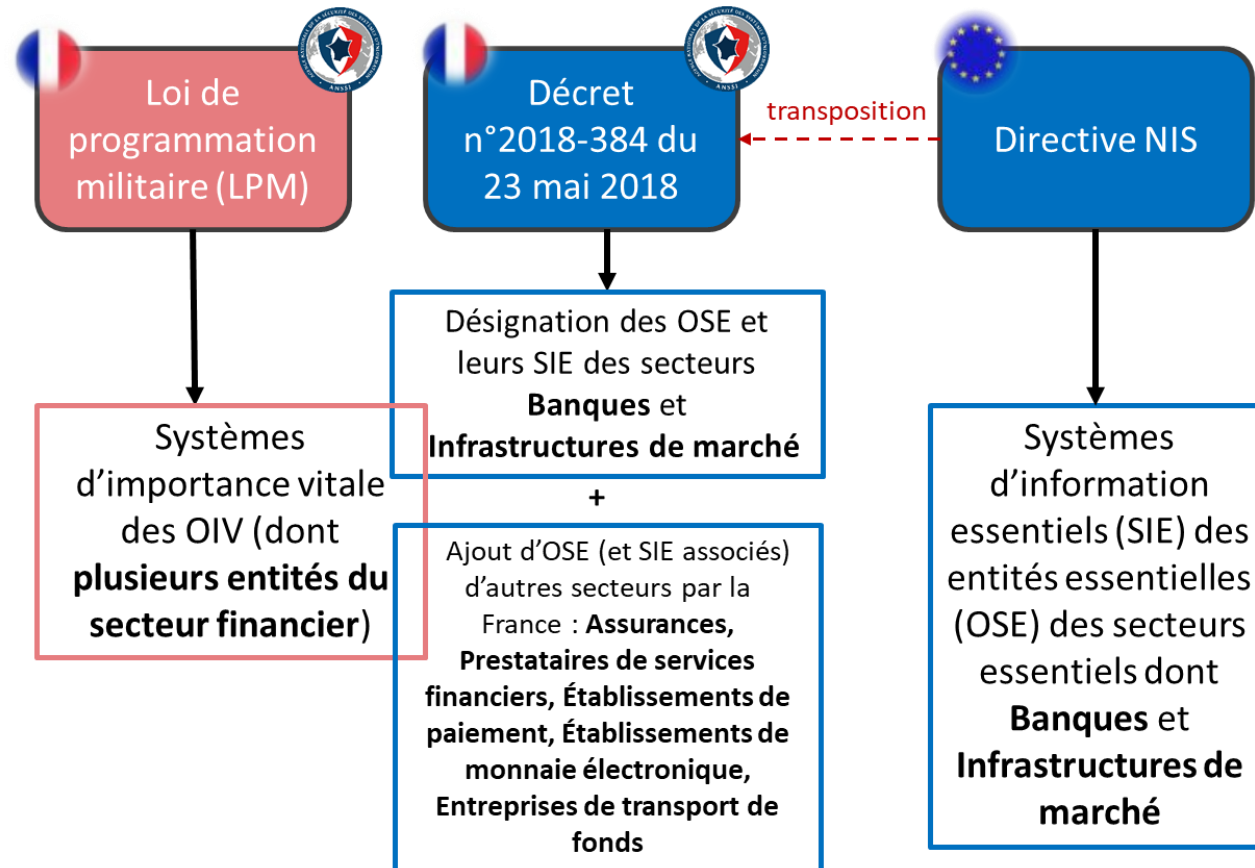 Loi de
programmation
militaire (LPM)
Décret
n°2018-384 du
23 mai 2018
transposition
Directive NIS
Systèmes
d’importance vitale
des OIV (dont
plusieurs entités du
secteur financier)
Désignation des OSE et
leurs SIE des secteurs
Banques et
Infrastructures de marché
+
Ajout d’OSE (et SIE associés)
d’autres secteurs par la
France : Assurances,
Prestataires de services
financiers, Établissements de
paiement, Établissements de
monnaie électronique,
Entreprises de transport de
fonds
Systèmes
d’information
essentiels (SIE) des
entités essentielles
(OSE) des secteurs
essentiels dont
Banques et
Infrastructures de
marché